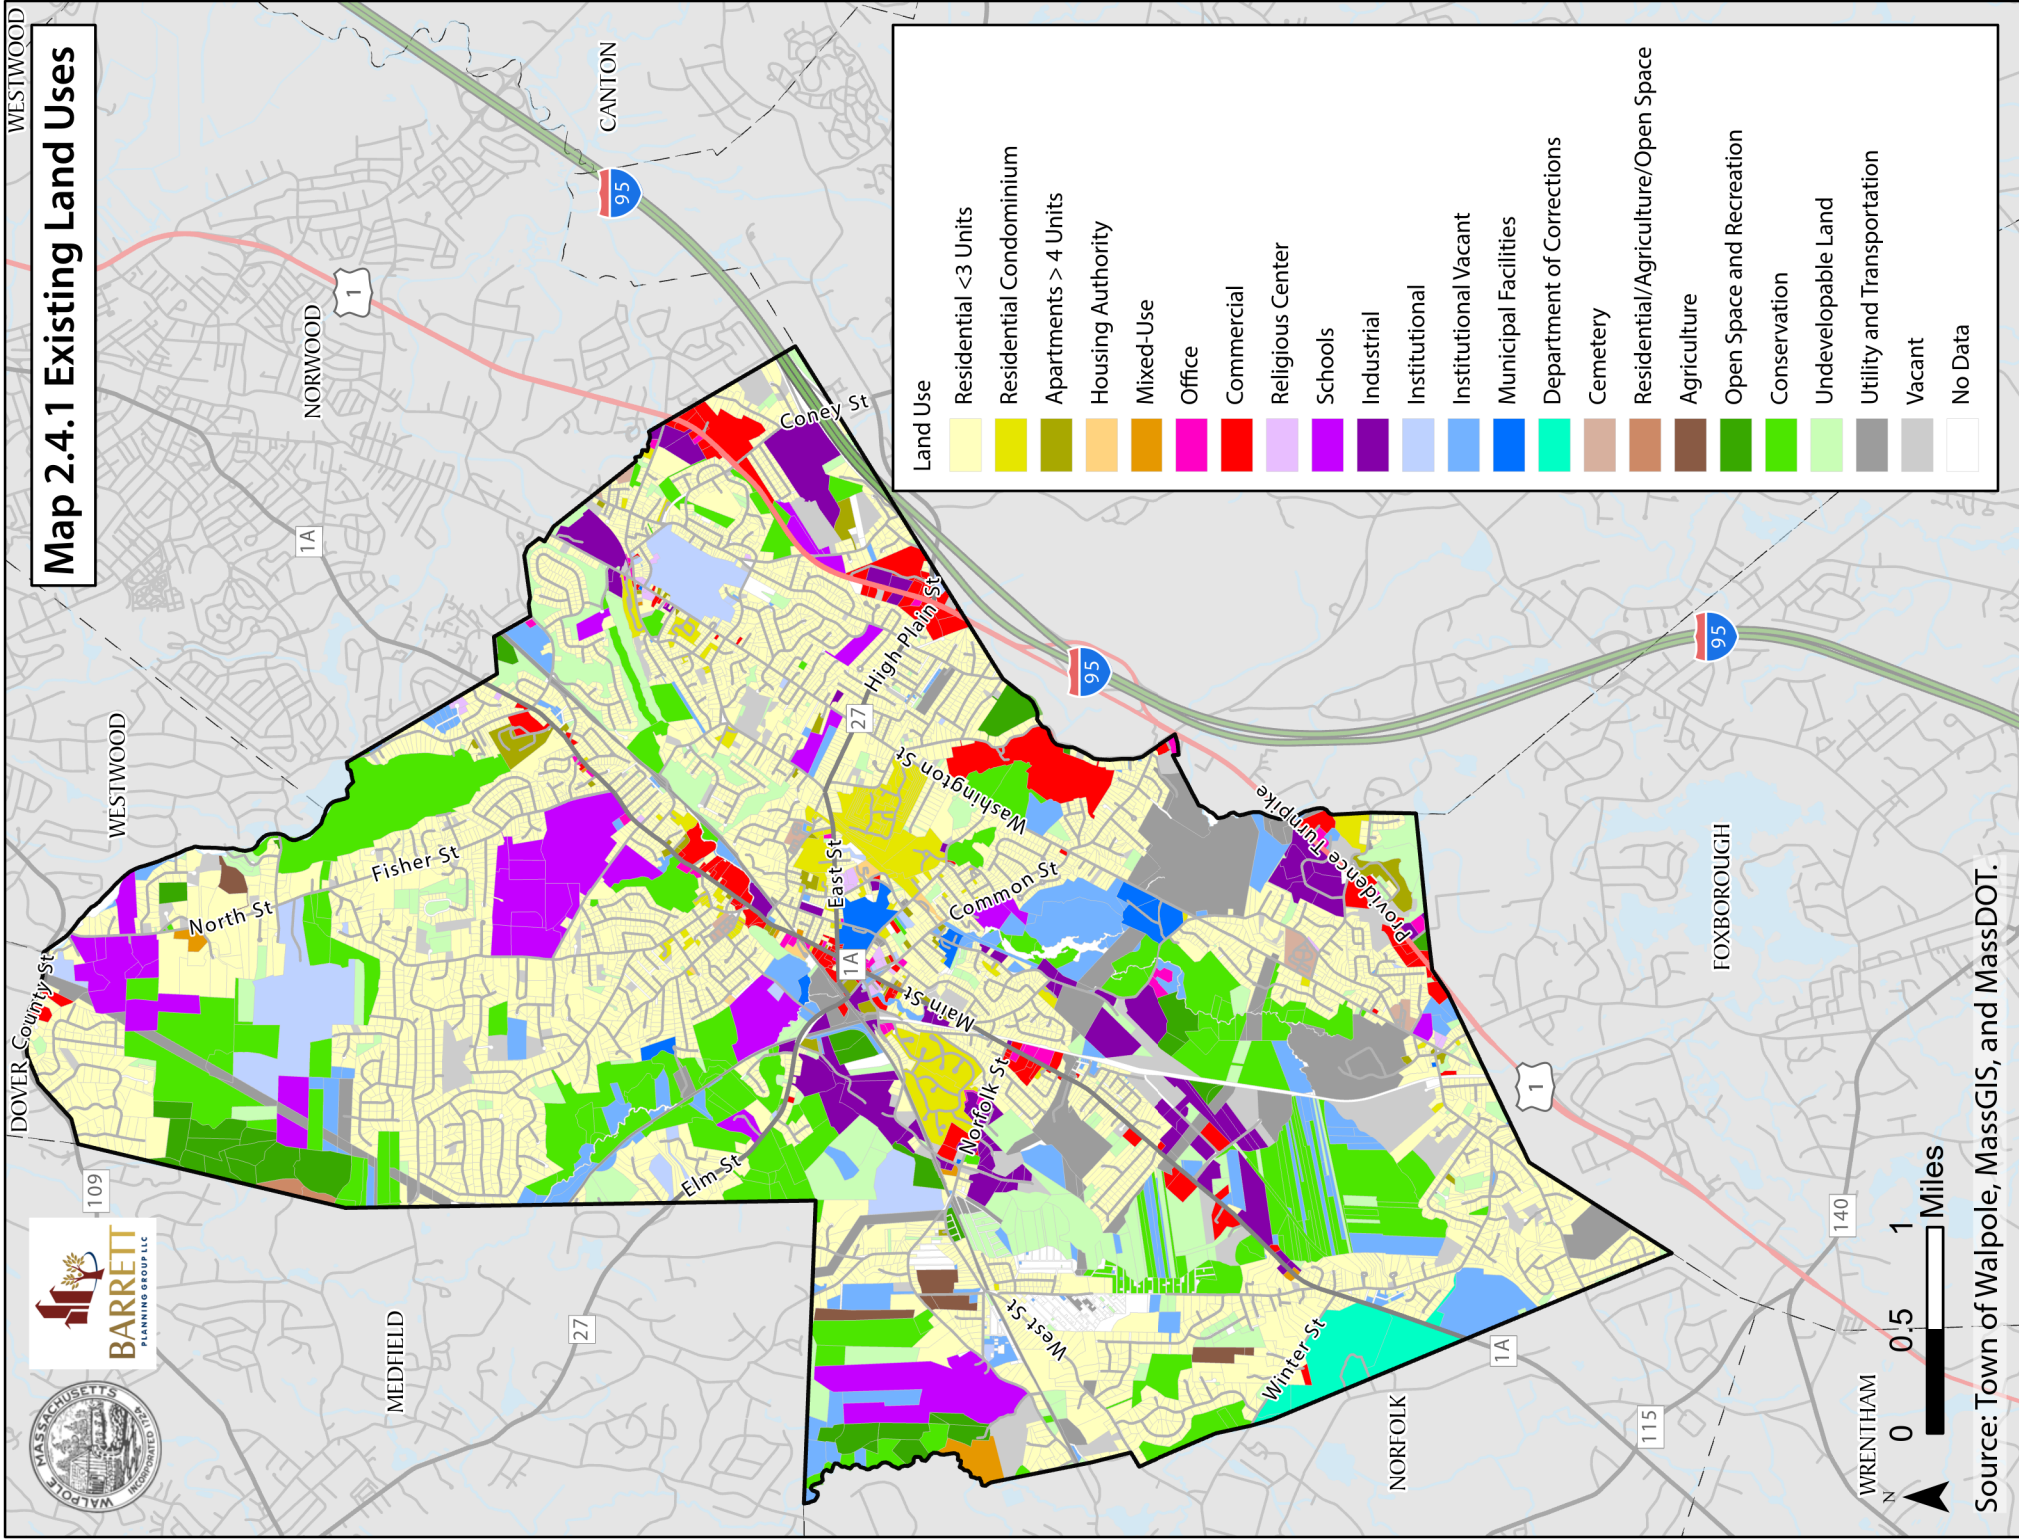 Map 2.4.1 Existing Land Uses
WALPOLE MASSACHUSETTS
INCORPORATED 1724
BARRETT
PLANNING GROUP LLC
WESTWOOD
CANTON
NORWOOD
WESTWOOD
DOVER
MEDFIELD
NORFOLK
WRENTHAM
FOXBOROUGH
95
95
95
1
1
1A
1A
1A
27
27
109
115
140
County St
North St
Fisher St
Coney St
High Plain St
Washington St
East St
Common St
Main St
Norfolk St
Elm St
West St
Winter St
Providence Turnpike
Land Use
Residential <3 Units
Residential Condominium
Apartments > 4 Units
Housing Authority
Mixed-Use
Office
Commercial
Religious Center
Schools
Industrial
Institutional
Institutional Vacant
Municipal Facilities
Department of Corrections
Cemetery
Residential/Agriculture/Open Space
Agriculture
Open Space and Recreation
Conservation
Undevelopable Land
Utility and Transportation
Vacant
No Data
N
0 0.5 1
Miles
Source: Town of Walpole, MassGIS, and MassDOT.